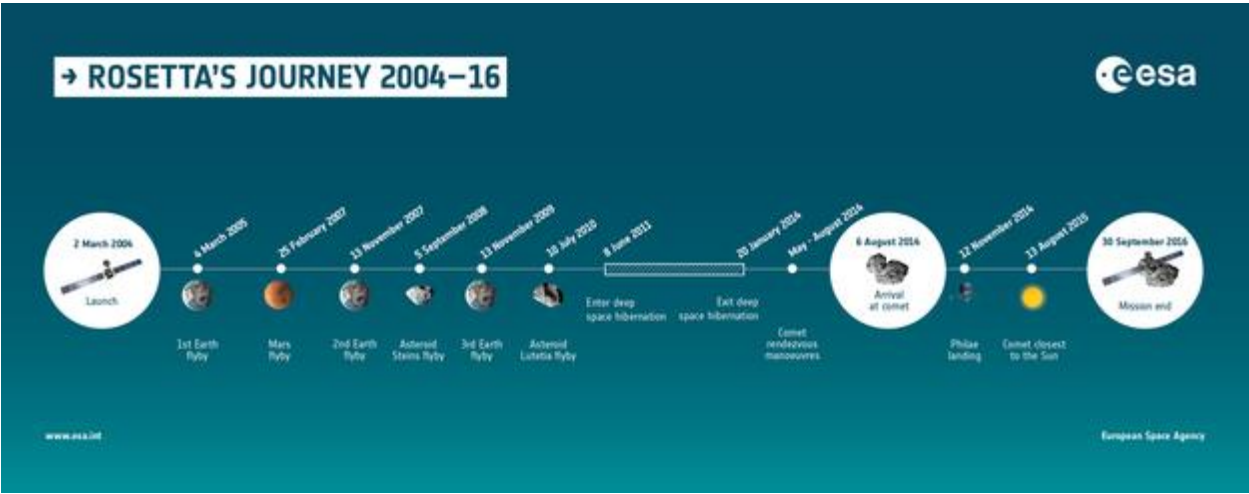 → ROSETTA'S JOURNEY 2004–16
esa
2 March 2004
Launch
4 March 2005
1st Earth
flyby
25 February 2007
Mars
flyby
13 November 2007
2nd Earth
flyby
5 September 2008
Asteroid
Steins flyby
13 November 2009
3rd Earth
flyby
10 July 2010
Asteroid
Lutetia flyby
8 June 2011
Enter deep
space hibernation
20 January 2014
Exit deep
space hibernation
May - August 2014
Comet
rendezvous
manoeuvres
6 August 2014
Arrival
at comet
12 November 2014
Philae
landing
13 August 2015
Comet closest
to the Sun
30 September 2016
Mission end
www.esa.int
European Space Agency